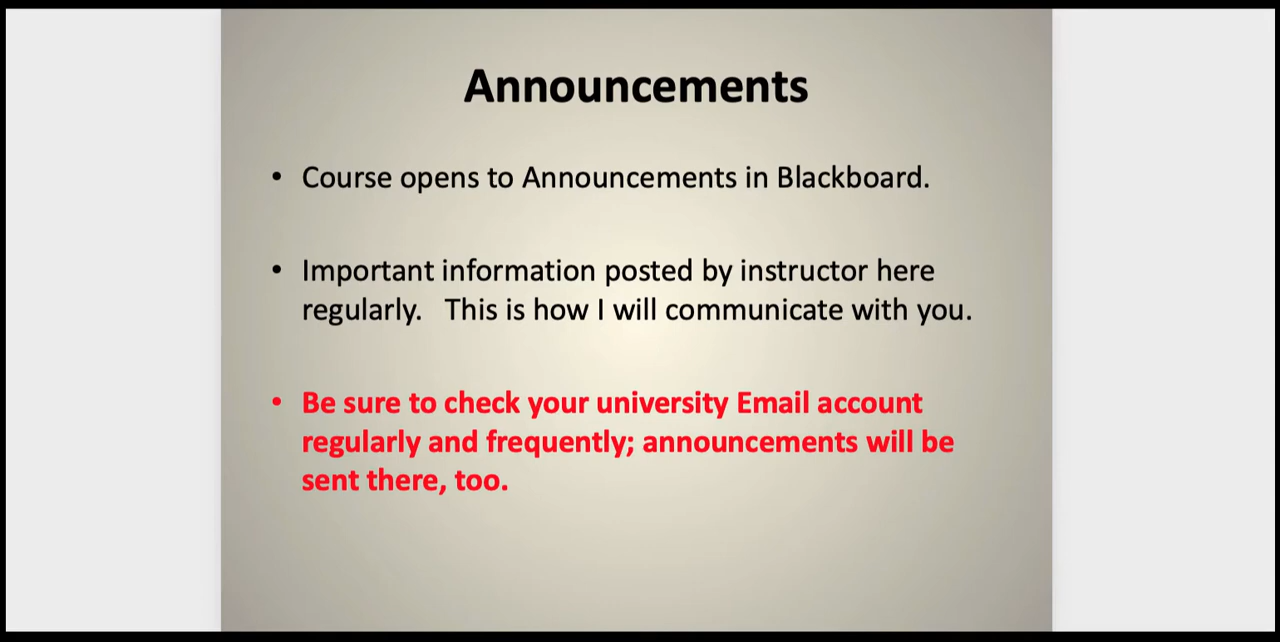 Announcements
• Course opens to Announcements in Blackboard.
• Important information posted by instructor here
regularly.   This is how I will communicate with you.
• Be sure to check your university Email account
regularly and frequently; announcements will be
sent there, too.